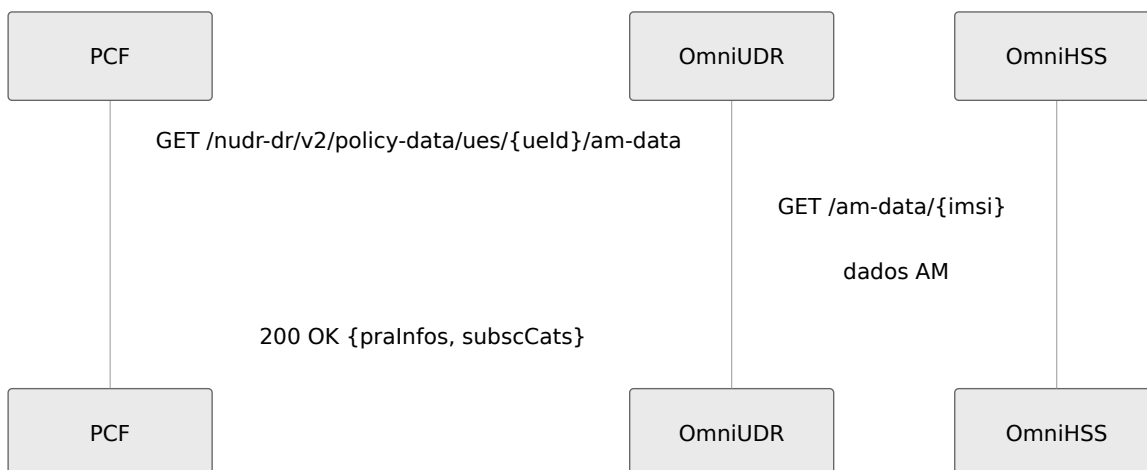 PCF
OmniUDR
OmniHSS
GET /nudr-dr/v2/policy-data/ues/{ueId}/am-data
GET /am-data/{imsi}
dados AM
200 OK {praInfos, subscCats}
PCF
OmniUDR
OmniHSS